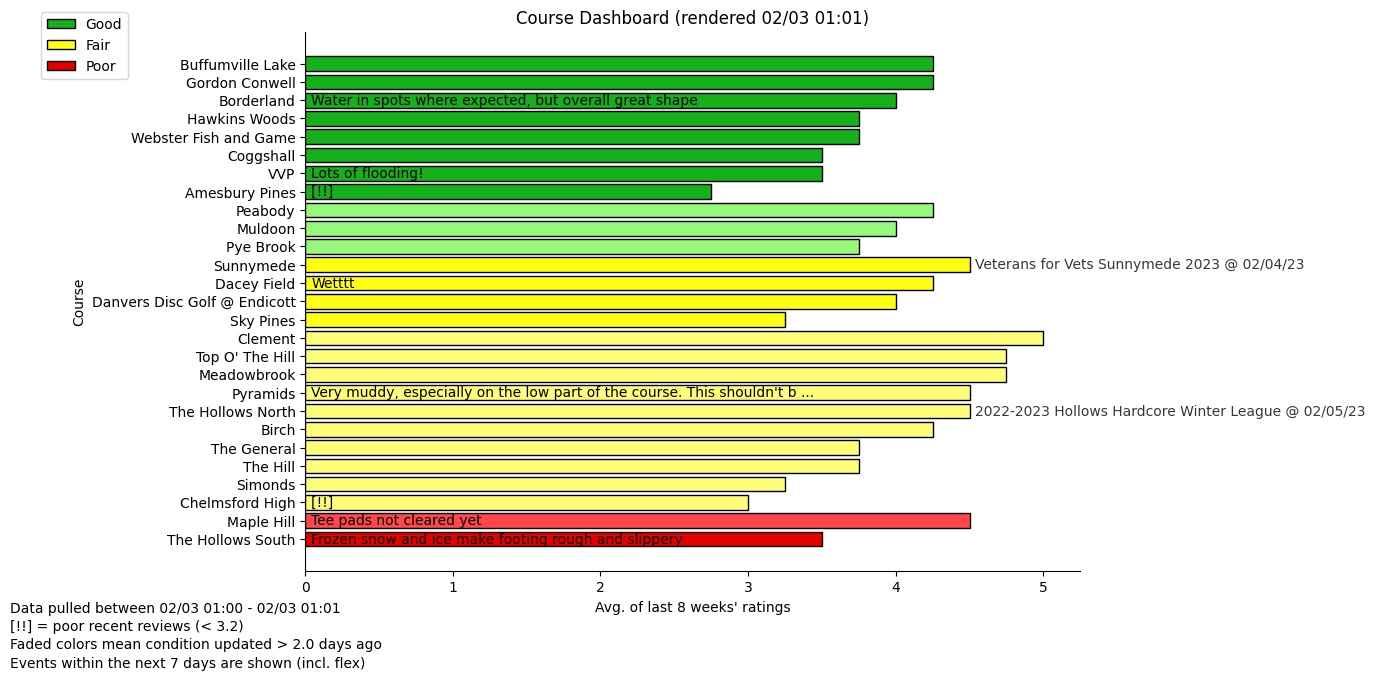 Course Dashboard (rendered 02/03 01:01)
Good
Fair
Poor
Course
Buffumville Lake
Gordon Conwell
Borderland Water in spots where expected, but overall great shape
Hawkins Woods
Webster Fish and Game
Coggshall
VVP Lots of flooding!
Amesbury Pines [!!]
Peabody
Muldoon
Pye Brook
Sunnymede Veterans for Vets Sunnymede 2023 @ 02/04/23
Dacey Field Wetttt
Danvers Disc Golf @ Endicott
Sky Pines
Clement
Top O' The Hill
Meadowbrook
Pyramids Very muddy, especially on the low part of the course. This shouldn't b ...
The Hollows North 2022-2023 Hollows Hardcore Winter League @ 02/05/23
Birch
The General
The Hill
Simonds
Chelmsford High [!!]
Maple Hill Tee pads not cleared yet
The Hollows South Frozen snow and ice make footing rough and slippery
0 1 2 3 4 5
Avg. of last 8 weeks' ratings
Data pulled between 02/03 01:00 - 02/03 01:01
[!!] = poor recent reviews (< 3.2)
Faded colors mean condition updated > 2.0 days ago
Events within the next 7 days are shown (incl. flex)